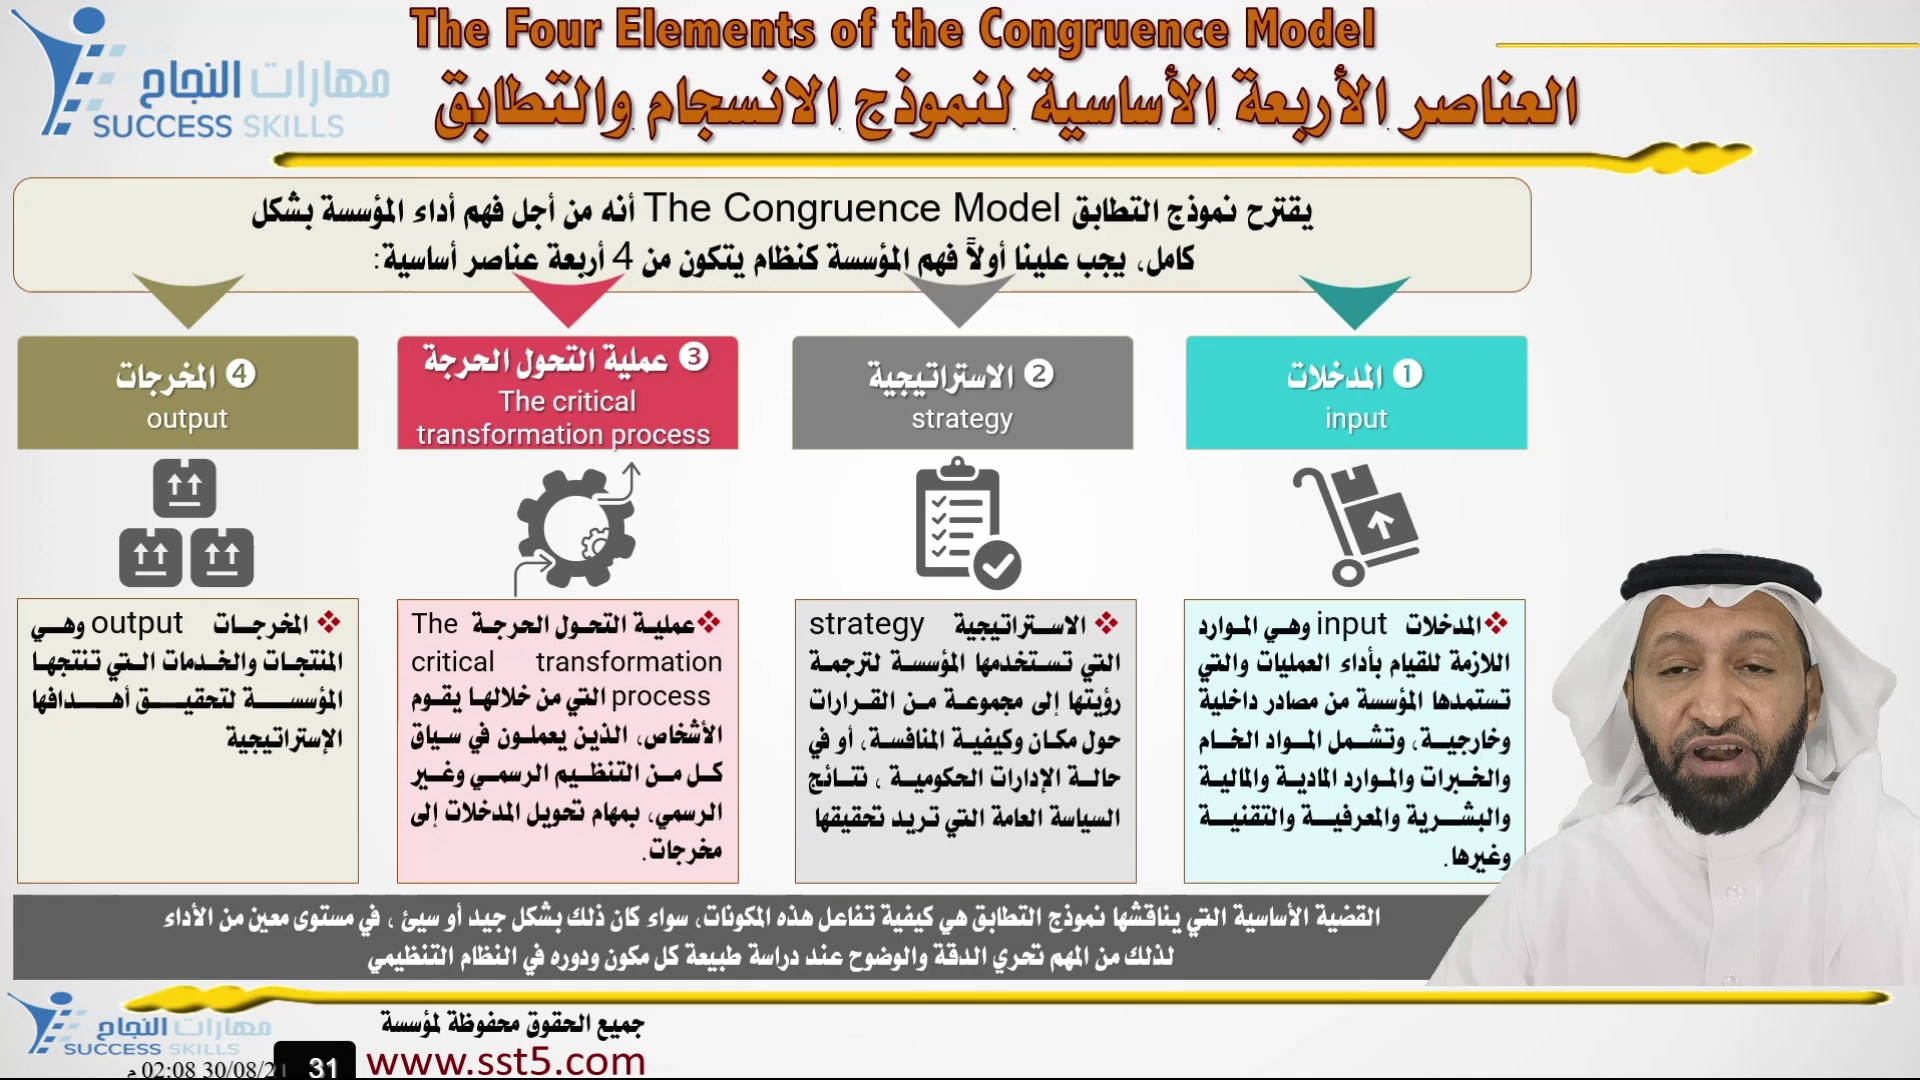 مهارات النجاح
SUCCESS SKILLS
The Four Elements of the Congruence Model
العناصر الأربعة الأساسية لنموذج الانسجام والتطابق
يقترح نموذج التطابق The Congruence Model أنه من أجل فهم أداء المؤسسة بشكل
كامل، يجب علينا أولاً فهم المؤسسة كنظام يتكون من 4 أربعة عناصر أساسية:
❶ المدخلات
input
❷ الاستراتيجية
strategy
❸ عملية التحول الحرجة
The critical
transformation process
❹ المخرجات
output
❖المدخلات input وهي الموارد
اللازمة للقيام بأداء العمليات والتي
تستمدها المؤسسة من مصادر داخلية
وخارجية، وتشمل المواد الخام
والخبرات والموارد المادية والمالية
والبشرية والمعرفية والتقنية
وغيرها.
❖ الاستراتيجية strategy
التي تستخدمها المؤسسة لترجمة
رؤيتها إلى مجموعة من القرارات
حول مكان وكيفية المنافسة، أو في
حالة الإدارات الحكومية ، نتائج
السياسة العامة التي تريد تحقيقها
❖عملية التحول الحرجة The
critical transformation
process التي من خلالها يقوم
الأشخاص، الذين يعملون في سياق
كل من التنظيم الرسمي وغير
الرسمي، بمهام تحويل المدخلات إلى
مخرجات.
❖ المخرجات output وهي
المنتجات والخدمات التي تنتجها
المؤسسة لتحقيق أهدافها
الإستراتيجية
القضية الأساسية التي يناقشها نموذج التطابق هي كيفية تفاعل هذه المكونات، سواء كان ذلك بشكل جيد أو سيئ ، في مستوى معين من الأداء
لذلك من المهم تحري الدقة والوضوح عند دراسة طبيعة كل مكون ودوره في النظام التنظيمي
مهارات النجاح
SUCCESS SKILLS
جميع الحقوق محفوظة لمؤسسة
www.sst5.com
31
02:08 م